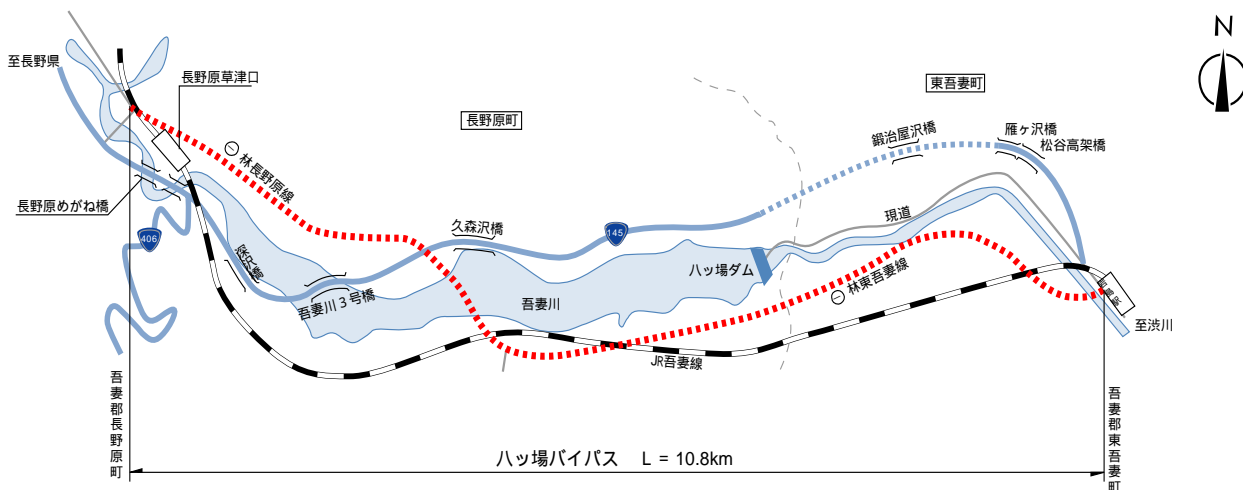 N
至長野県
長野原草津口
長野原町
東吾妻町
雁ヶ沢橋
松谷高架橋
鍛治屋沢橋
林長野原線
長野原めがね橋
406
久森沢橋
145
現道
深沢橋
八ッ場ダム
林東吾妻線
吾妻川3号橋
吾妻川
至渋川
JR吾妻線
吾妻郡長野原町
吾妻郡東吾妻町
八ッ場バイパス L = 10.8km